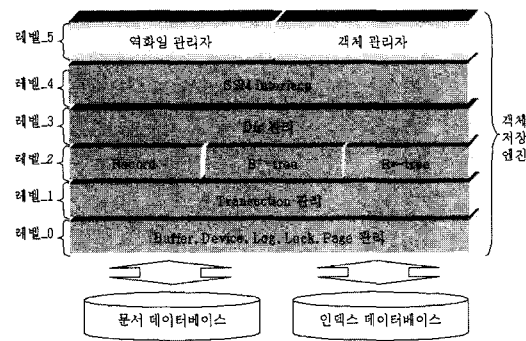 레벨_5
역화일 관리자
객체 관리자
레벨_4
SSM Interface
레벨_3
관리
레벨_2
Record
B+-tree
R*-tree
레벨_1
Transaction 관리
레벨_0
Buffer, Device, Log, Lock, Page 관리
객체
저장
엔진
문서 데이터베이스
인덱스 데이터베이스